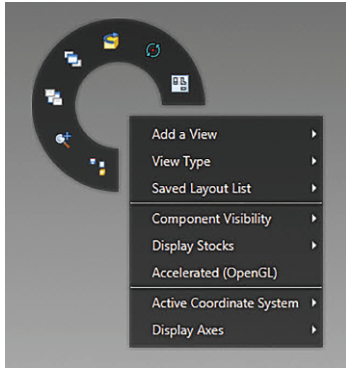 Add a View
View Type
Saved Layout List
Component Visibility
Display Stocks
Accelerated (OpenGL)
Active Coordinate System
Display Axes